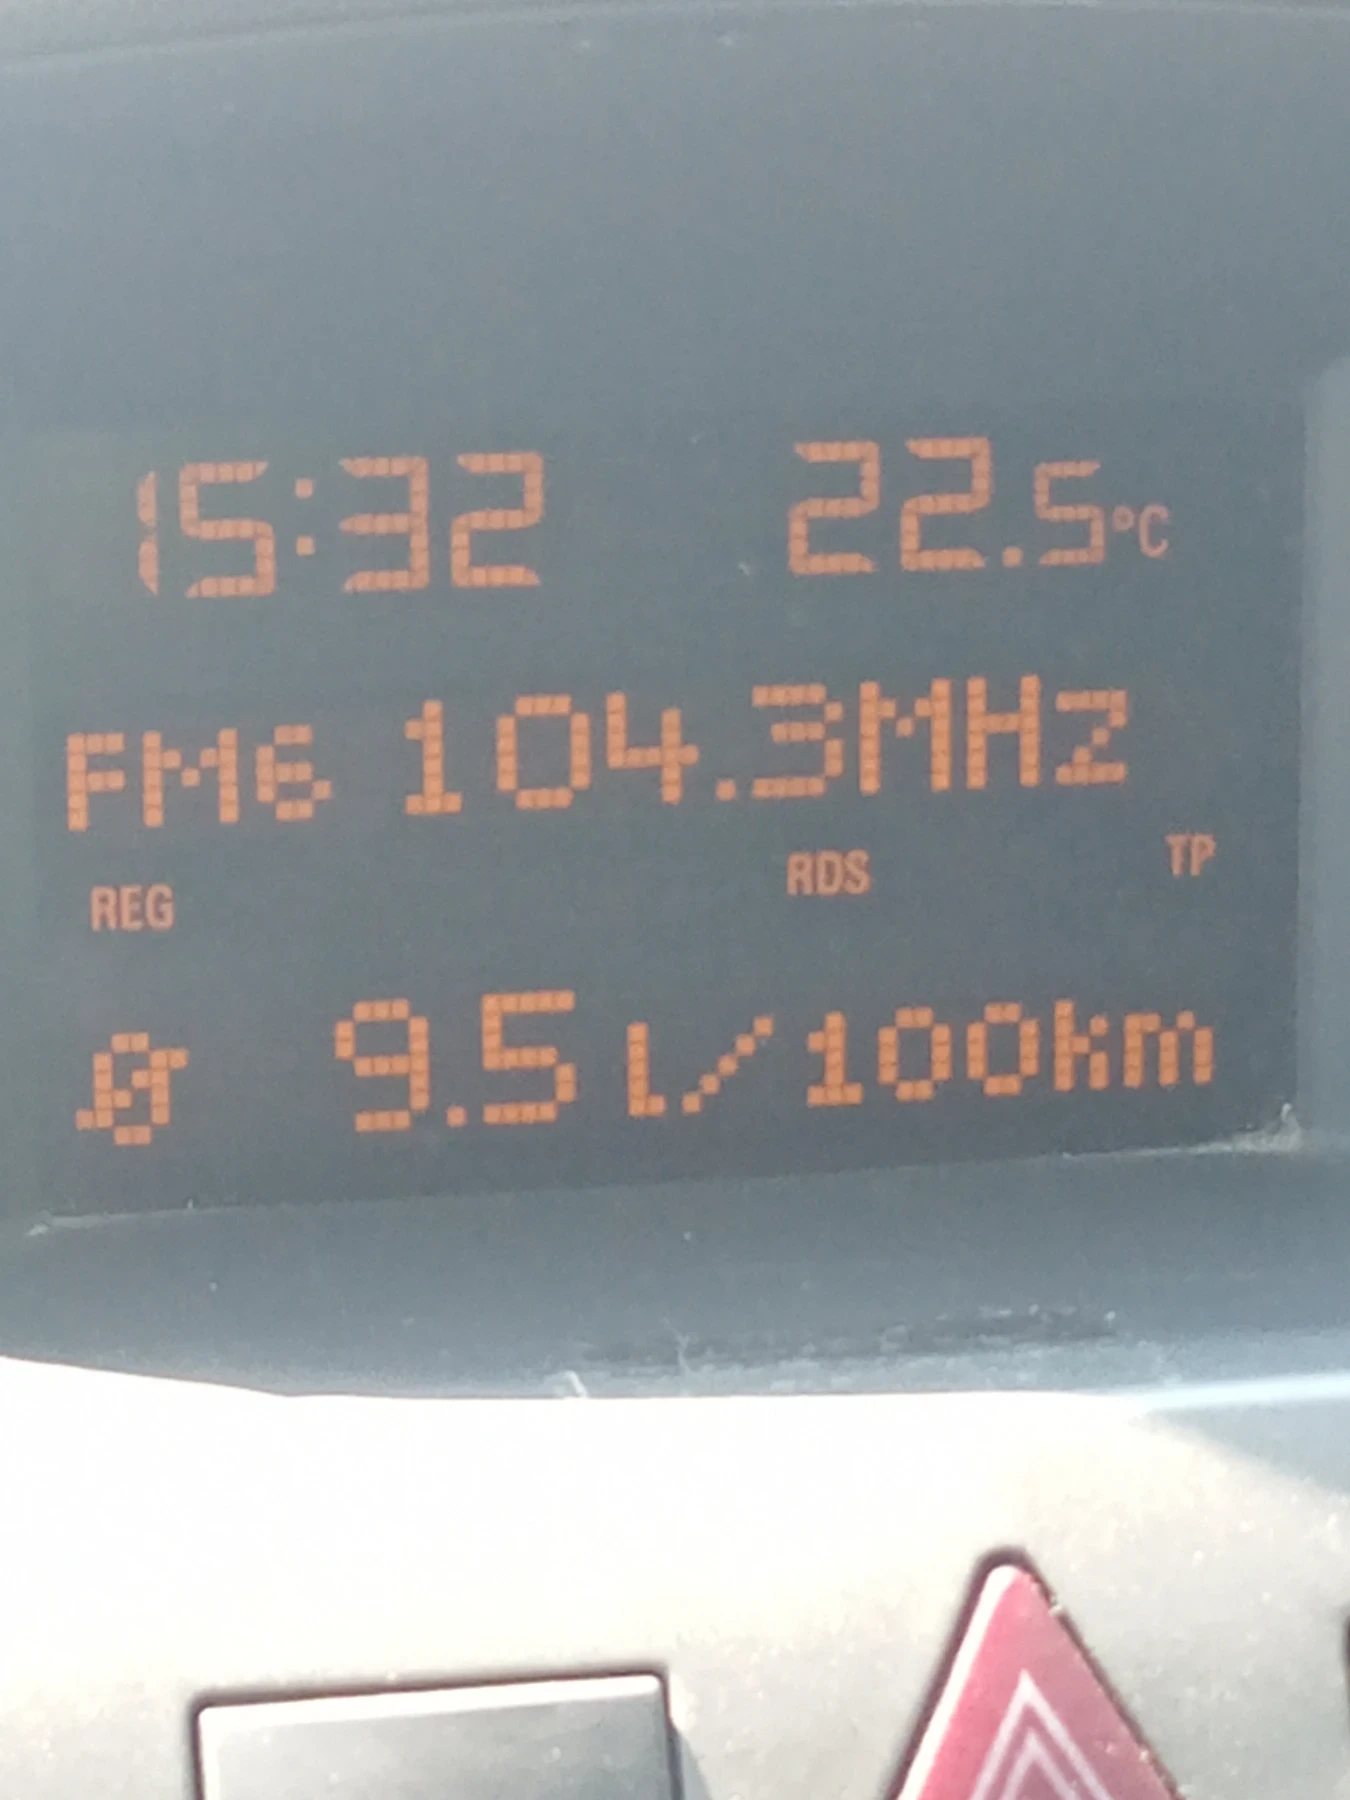 15:32 22.5°C
FM6 104.3MHz
REG RDS TP
Ø 9.5 l/100km